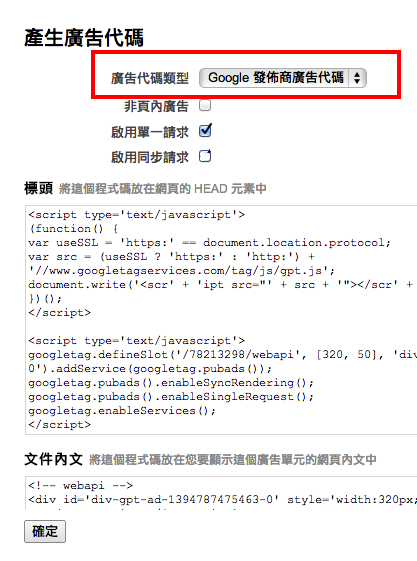 產生廣告代碼
廣告代碼類型 Google 發佈商廣告代碼
非頁內廣告
啟用單一請求
啟用同步請求
標頭 將這個程式碼放在網頁的 HEAD 元素中
<script type='text/javascript'>
(function() {
var useSSL = 'https:' == document.location.protocol;
var src = (useSSL ? 'https:' : 'http:') +
'//www.googletagservices.com/tag/js/gpt.js';
document.write('<scr' + 'ipt src="' + src + '"></scr' +
})();
</script>
<script type='text/javascript'>
googletag.defineSlot('/78213298/webapi', [320, 50], 'div
0').addService(googletag.pubads());
googletag.pubads().enableSyncRendering();
googletag.pubads().enableSingleRequest();
googletag.enableServices();
</script>
文件內文 將這個程式碼放在您要顯示這個廣告單元的網頁內文中
<!-- webapi -->
<div id='div-gpt-ad-1394787475463-0' style='width:320px;
確定